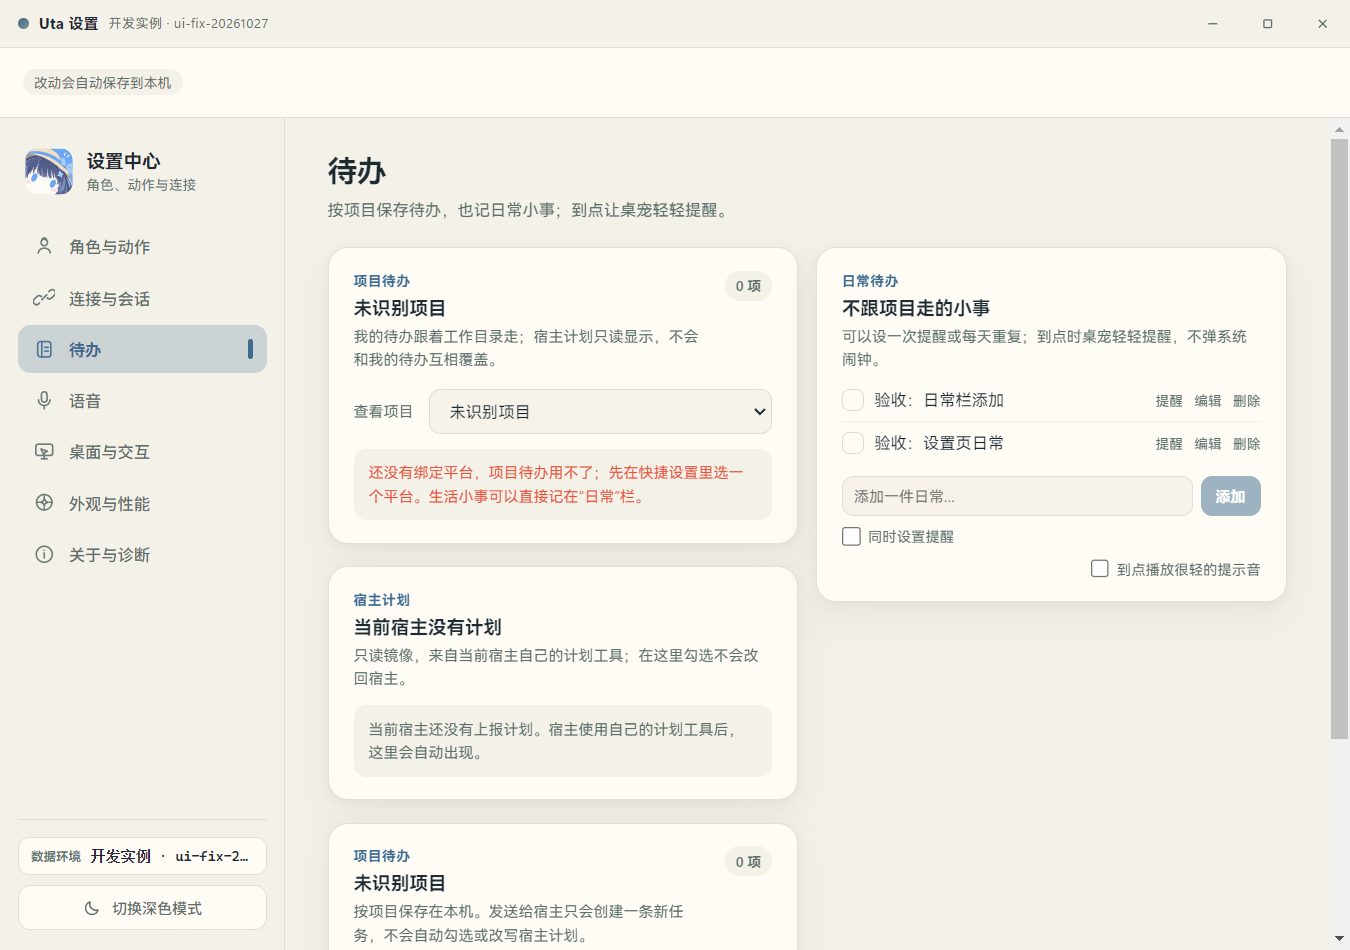 Uta 设置 开发实例 · ui-fix-20261027
改动会自动保存到本机
设置中心
角色、动作与连接
角色与动作
连接与会话
待办
语音
桌面与交互
外观与性能
关于与诊断
数据环境 开发实例 · ui-fix-2…
切换深色模式
待办
按项目保存待办，也记日常小事；到点让桌宠轻轻提醒。
项目待办
0 项
未识别项目
我的待办跟着工作目录走；宿主计划只读显示，不会
和我的待办互相覆盖。
查看项目 未识别项目
还没有绑定平台，项目待办用不了；先在快捷设置里选一
个平台。生活小事可以直接记在“日常”栏。
宿主计划
当前宿主没有计划
只读镜像，来自当前宿主自己的计划工具；在这里勾选不会改
回宿主。
当前宿主还没有上报计划。宿主使用自己的计划工具后，
这里会自动出现。
项目待办
0 项
未识别项目
按项目保存在本机。发送给宿主只会创建一条新任
务，不会自动勾选或改写宿主计划。
日常待办
不跟项目走的小事
可以设一次提醒或每天重复；到点时桌宠轻轻提醒，不弹系统
闹钟。
验收：日常栏添加 提醒 编辑 删除
验收：设置页日常 提醒 编辑 删除
添加一件日常… 添加
同时设置提醒
到点播放很轻的提示音